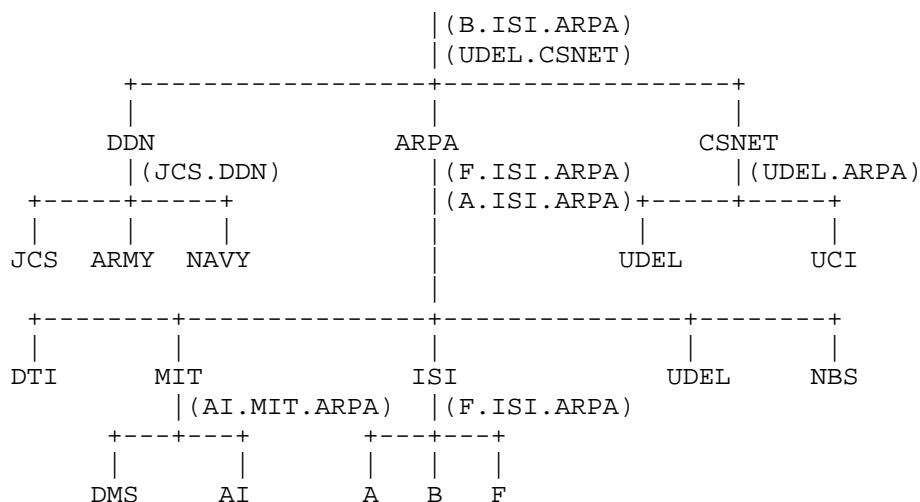 |(B.ISI.ARPA)
|(UDEL.CSNET)
+------------------+------------------+
| | |
DDN ARPA CSNET
|(JCS.DDN) |(F.ISI.ARPA) |(UDEL.ARPA)
+-----+-----+ |(A.ISI.ARPA)+-----+-----+
| | | | | |
JCS ARMY NAVY | UDEL UCI
|
+--------+---------------+---------------+--------+
| | | | |
DTI MIT ISI UDEL NBS
|(AI.MIT.ARPA) |(F.ISI.ARPA)
+---+---+ +---+---+
| | | | |
DMS AI A B F